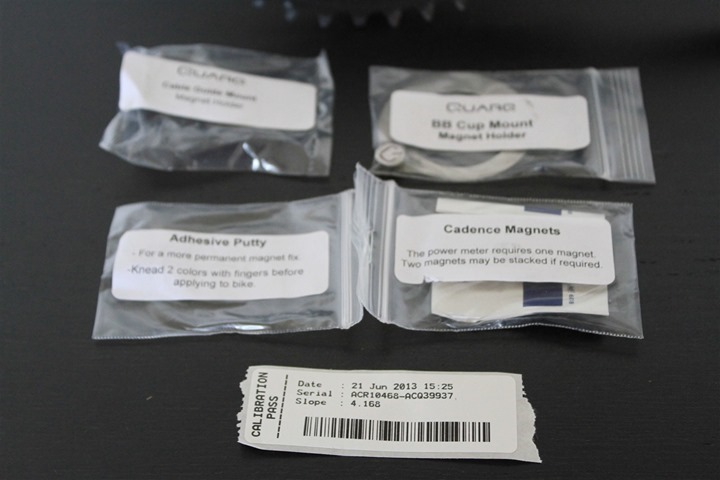 QUARQ
Cable Guide Mount
Magnet Holder
QUARQ
BB Cup Mount
Magnet Holder
Adhesive Putty
- For a more permanent magnet fix.
-Knead 2 colors with fingers before
applying to bike.
Cadence Magnets
The power meter requires one magnet.
Two magnets may be stacked if required.
CALIBRATION
PASS
Date : 21 Jun 2013 15:25
Serial : ACR10468-ACQ39937
Slope : 4.168